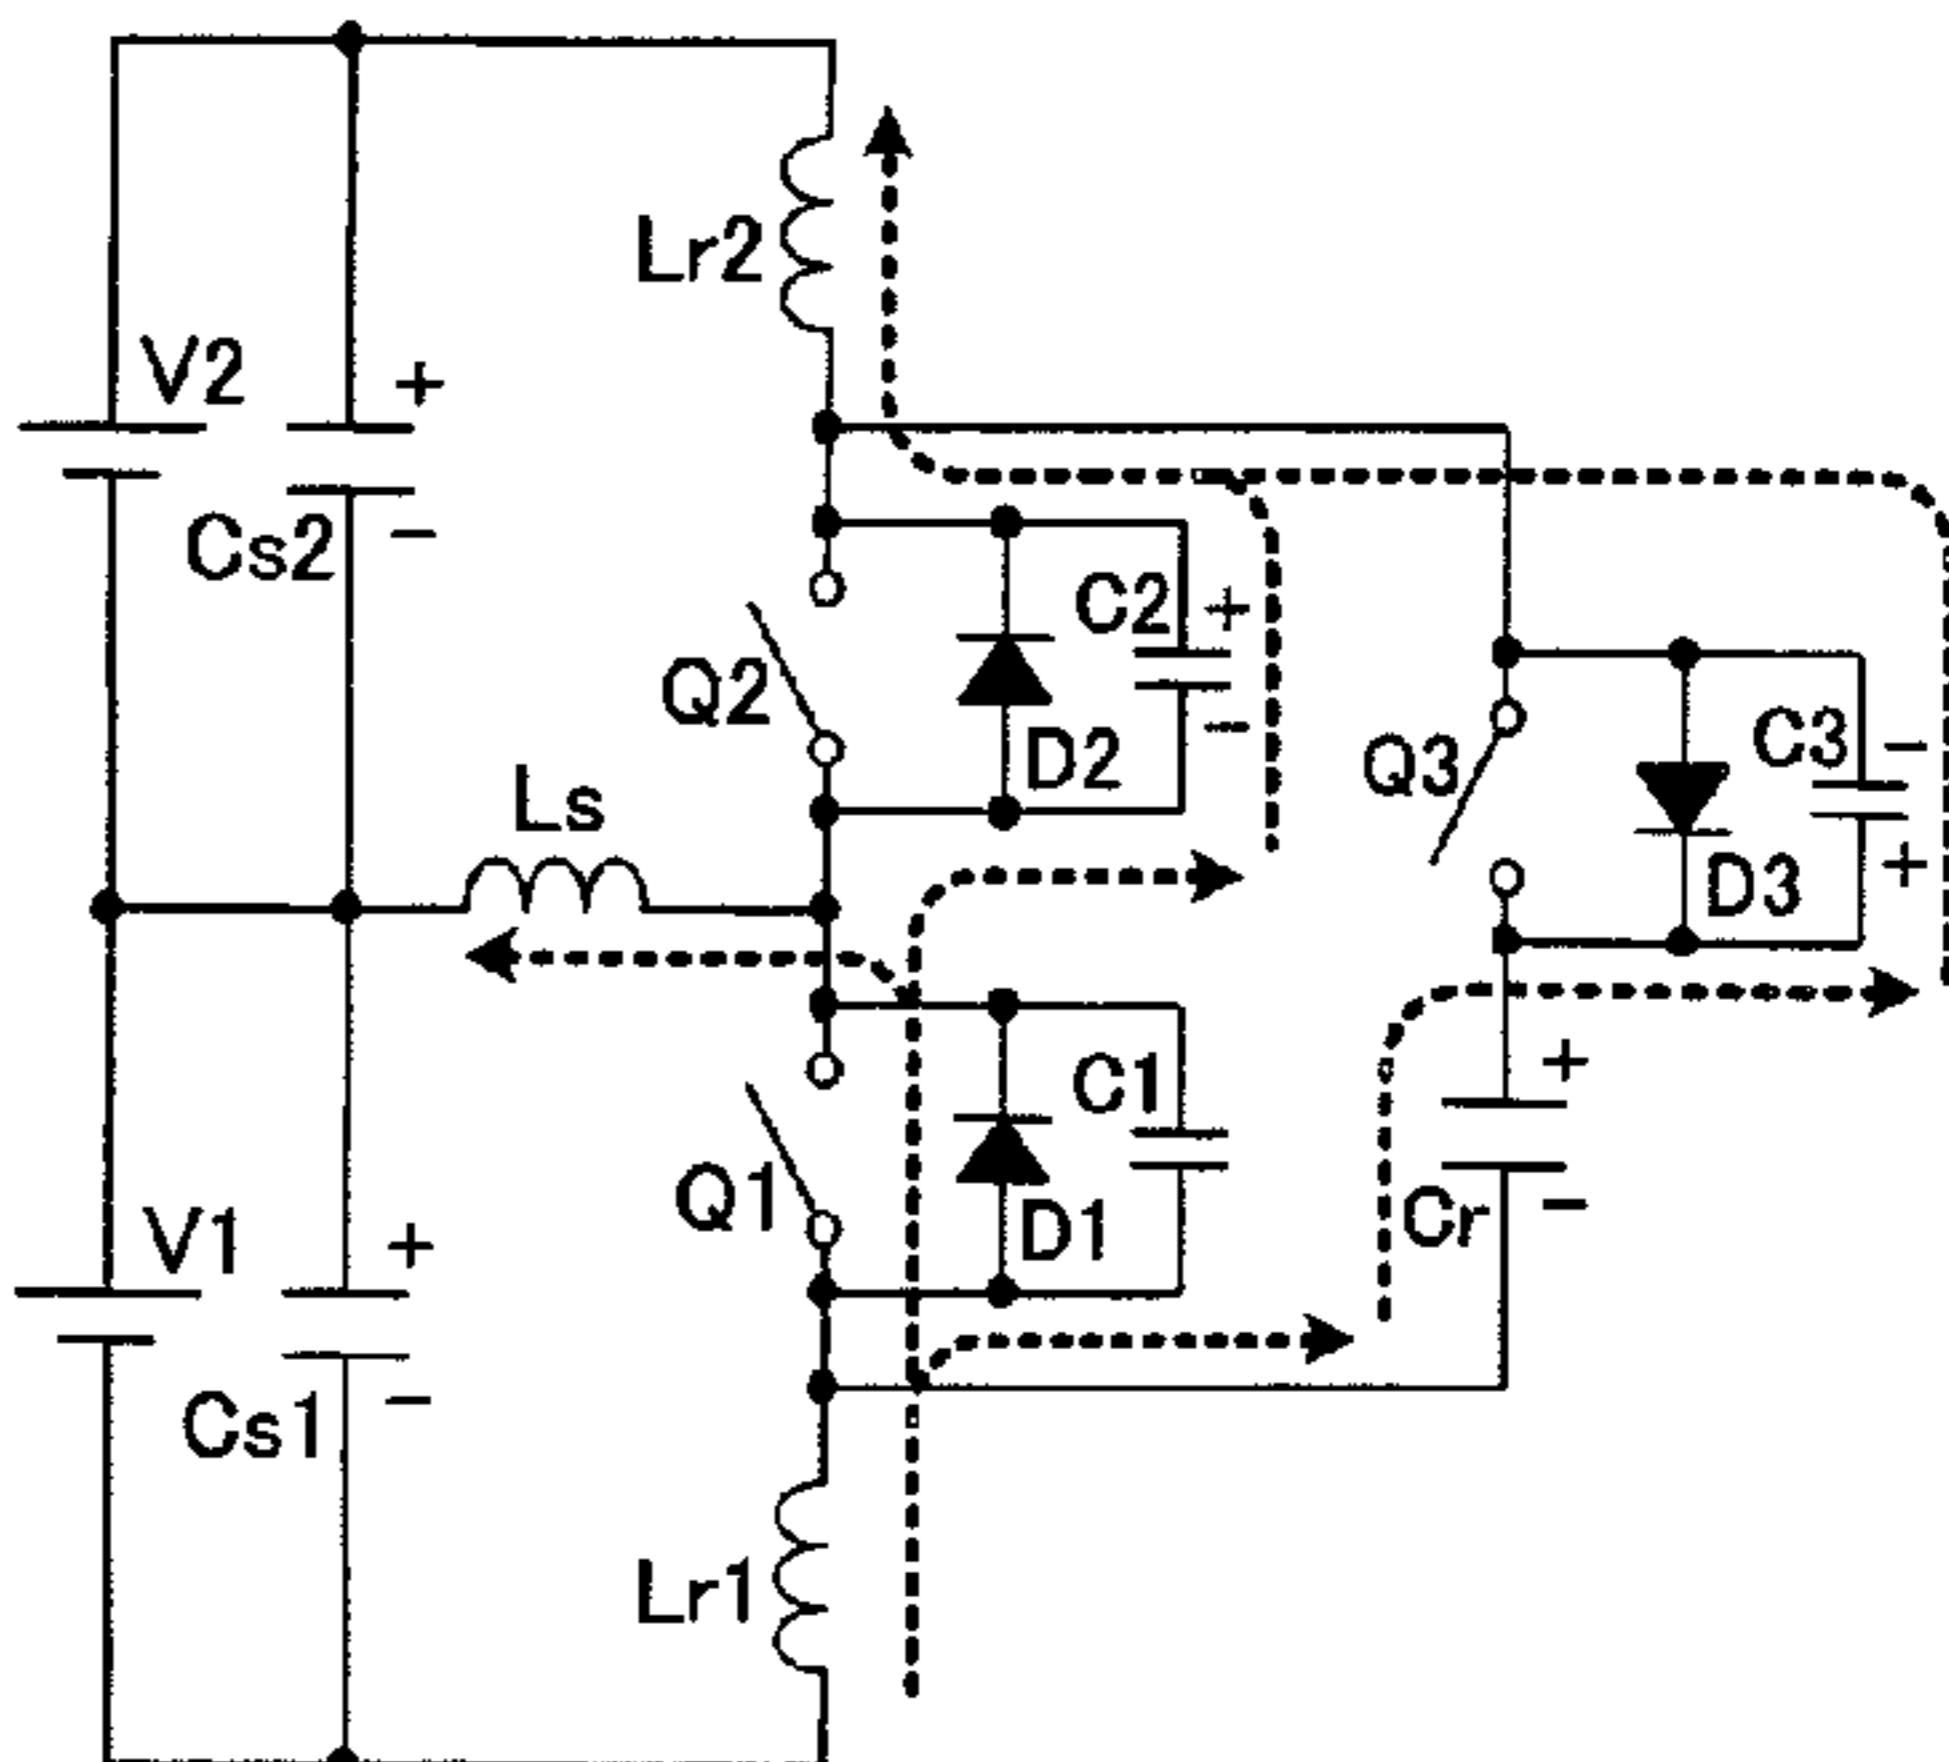 Lr2
V2
+
Cs2
−
C2
+
Q2
D2
−
Q3
C3
−
Ls
D3
+
C1
+
Q1
D1
Cr
−
V1
+
Cs1
−
Lr1